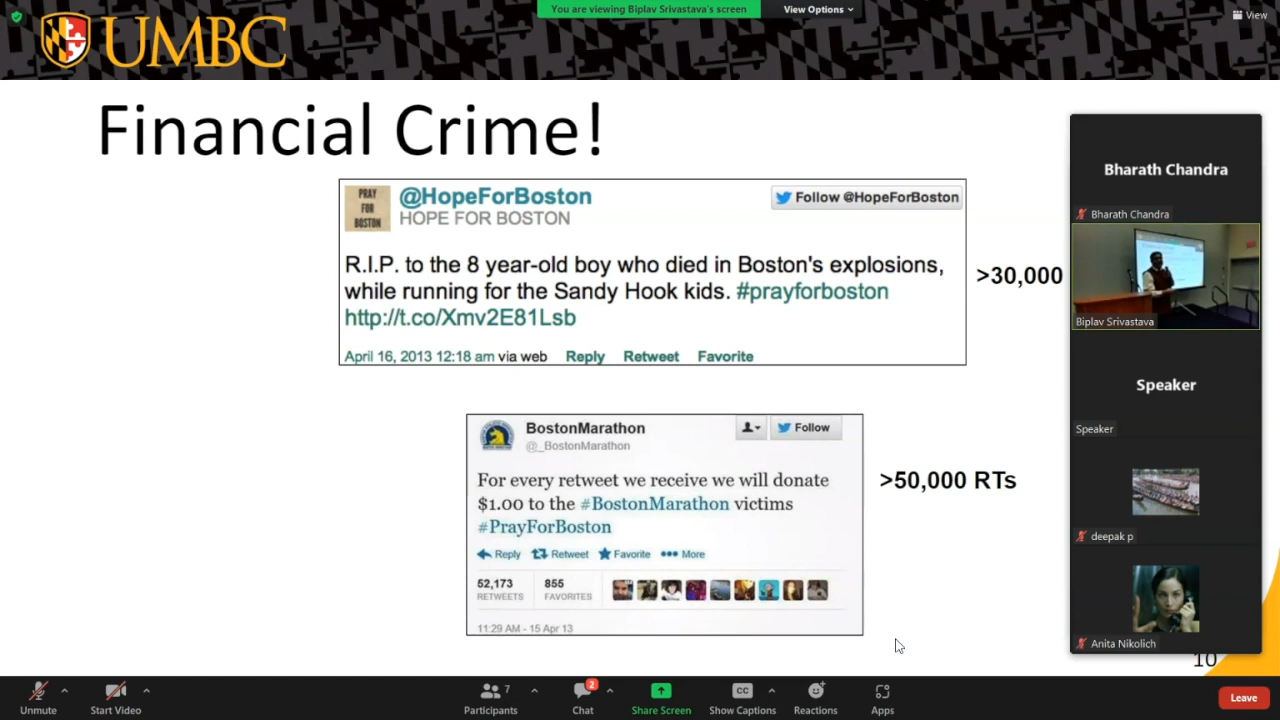 You are viewing Biplav Srivastava's screen
View Options
View
UMBC
Financial Crime!
PRAY
FOR
BOSTON
@HopeForBoston
HOPE FOR BOSTON
Follow @HopeForBoston
R.I.P. to the 8 year-old boy who died in Boston's explosions,
while running for the Sandy Hook kids. #prayforboston
http://t.co/Xmv2E81Lsb
April 16, 2013 12:18 am via web Reply Retweet Favorite
>30,000
BostonMarathon
@_BostonMarathon
Follow
For every retweet we receive we will donate
$1.00 to the #BostonMarathon victims
#PrayForBoston
Reply Retweet Favorite More
52,173 855
RETWEETS FAVORITES
11:29 AM - 15 Apr 13
>50,000 RTs
Bharath Chandra
Bharath Chandra
Biplav Srivastava
Speaker
Speaker
deepak p
Anita Nikolich
10
Unmute
Start Video
7
Participants
2
Chat
Share Screen
CC
Show Captions
Reactions
Apps
Leave